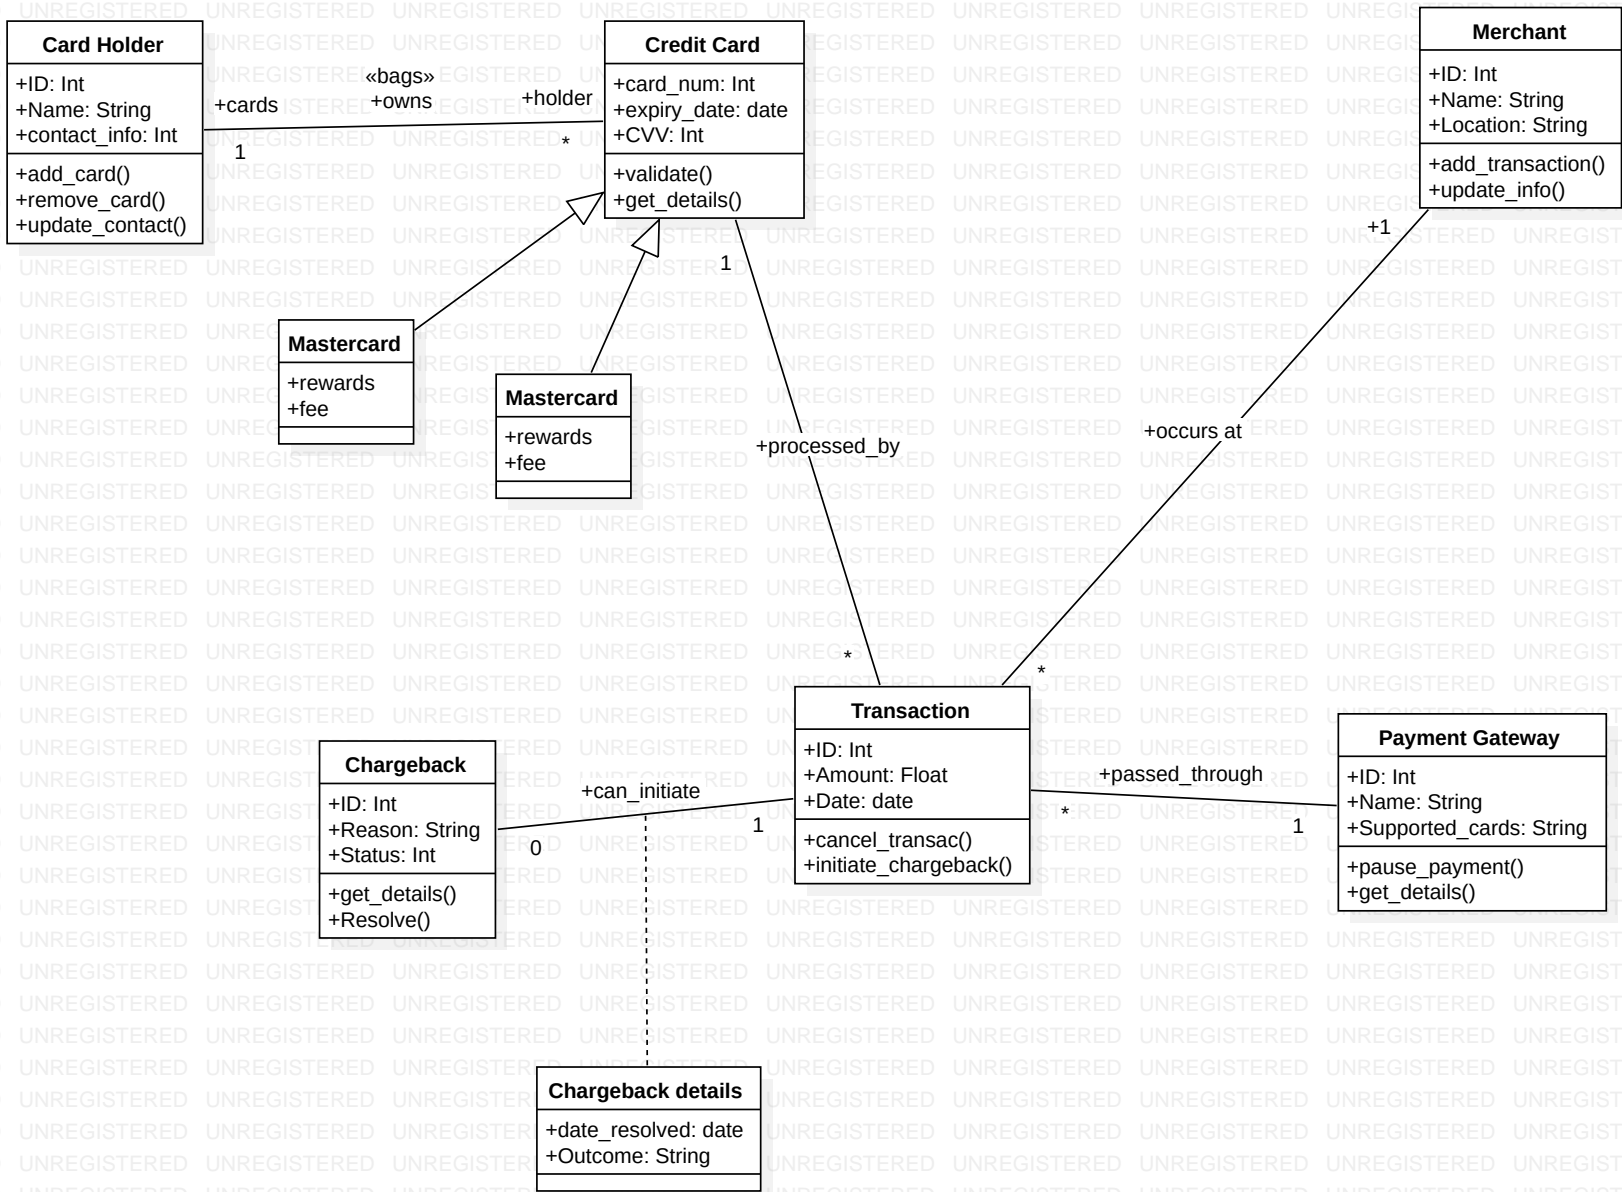 Card Holder
+ID: Int
+Name: String
+contact_info: Int
+add_card()
+remove_card()
+update_contact()
+cards
1
«bags»
+owns
+holder
*
Credit Card
+card_num: Int
+expiry_date: date
+CVV: Int
+validate()
+get_details()
Merchant
+ID: Int
+Name: String
+Location: String
+add_transaction()
+update_info()
+1
1
Mastercard
+rewards
+fee
Mastercard
+rewards
+fee
+processed_by
+occurs at
*
*
Transaction
+ID: Int
+Amount: Float
+Date: date
+cancel_transac()
+initiate_chargeback()
Chargeback
+ID: Int
+Reason: String
+Status: Int
+get_details()
+Resolve()
+can_initiate
0
1
+passed_through
*
1
Payment Gateway
+ID: Int
+Name: String
+Supported_cards: String
+pause_payment()
+get_details()
Chargeback details
+date_resolved: date
+Outcome: String
UNREGISTERED